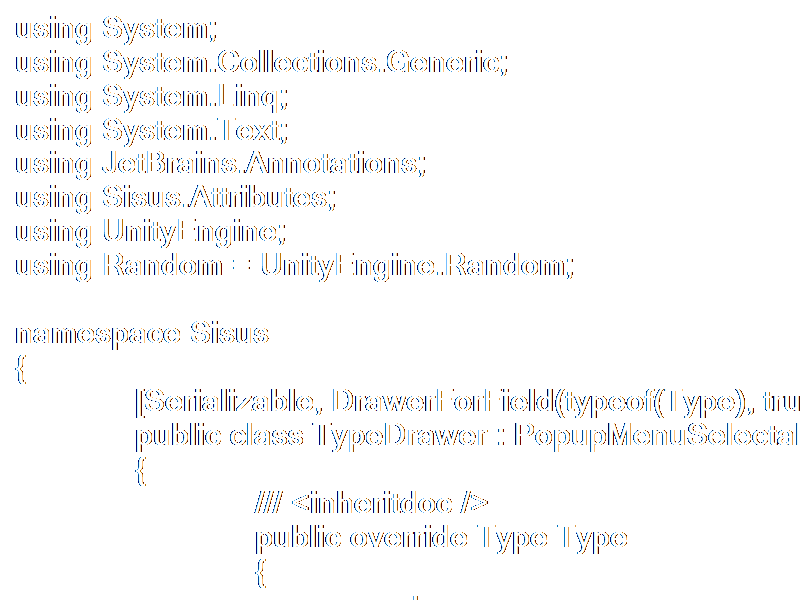 using System;
using System.Collections.Generic;
using System.Linq;
using System.Text;
using JetBrains.Annotations;
using Sisus.Attributes;
using UnityEngine;
using Random = UnityEngine.Random;
namespace Sisus
{
[Serializable, DrawerForField(typeof(Type), tru
public class TypeDrawer : PopupMenuSelectal
{
//// <inheritdoc />
public override Type Type
{